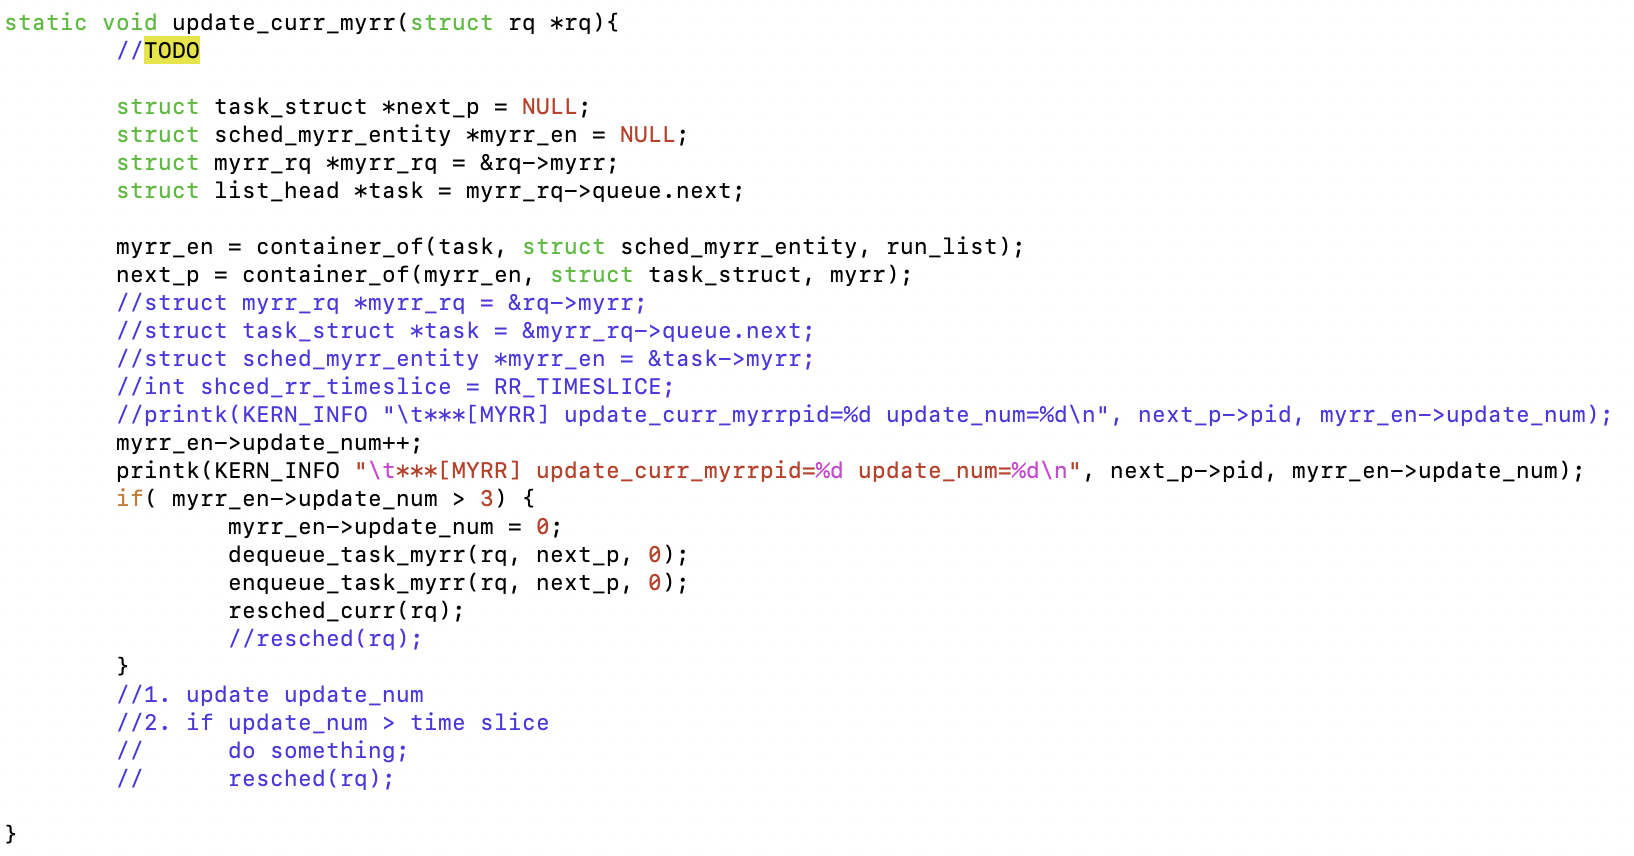 static void update_curr_myrr(struct rq *rq){
        //TODO

        struct task_struct *next_p = NULL;
        struct sched_myrr_entity *myrr_en = NULL;
        struct myrr_rq *myrr_rq = &rq->myrr;
        struct list_head *task = myrr_rq->queue.next;

        myrr_en = container_of(task, struct sched_myrr_entity, run_list);
        next_p = container_of(myrr_en, struct task_struct, myrr);
        //struct myrr_rq *myrr_rq = &rq->myrr;
        //struct task_struct *task = &myrr_rq->queue.next;
        //struct sched_myrr_entity *myrr_en = &task->myrr;
        //int shced_rr_timeslice = RR_TIMESLICE;
        //printk(KERN_INFO "\t***[MYRR] update_curr_myrrpid=%d update_num=%d\n", next_p->pid, myrr_en->update_num);
        myrr_en->update_num++;
        printk(KERN_INFO "\t***[MYRR] update_curr_myrrpid=%d update_num=%d\n", next_p->pid, myrr_en->update_num);
        if( myrr_en->update_num > 3) {
                myrr_en->update_num = 0;
                dequeue_task_myrr(rq, next_p, 0);
                enqueue_task_myrr(rq, next_p, 0);
                resched_curr(rq);
                //resched(rq);
        }
        //1. update update_num
        //2. if update_num > time slice
        //      do something;
        //      resched(rq);

}